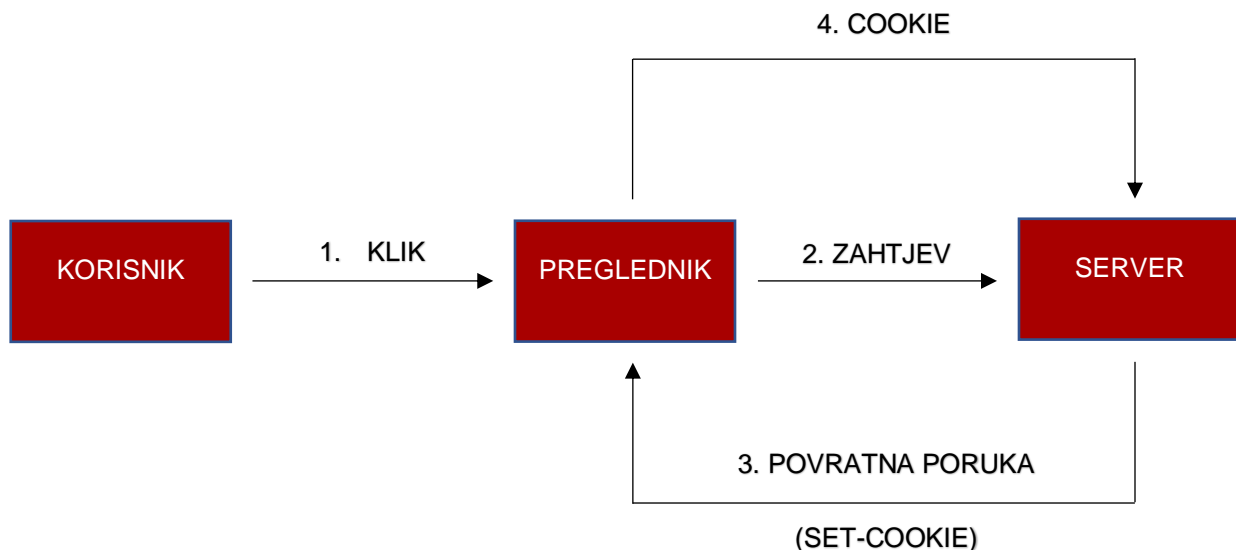 4. COOKIE
KORISNIK
1. KLIK
PREGLEDNIK
2. ZAHTJEV
SERVER
3. POVRATNA PORUKA
(SET-COOKIE)